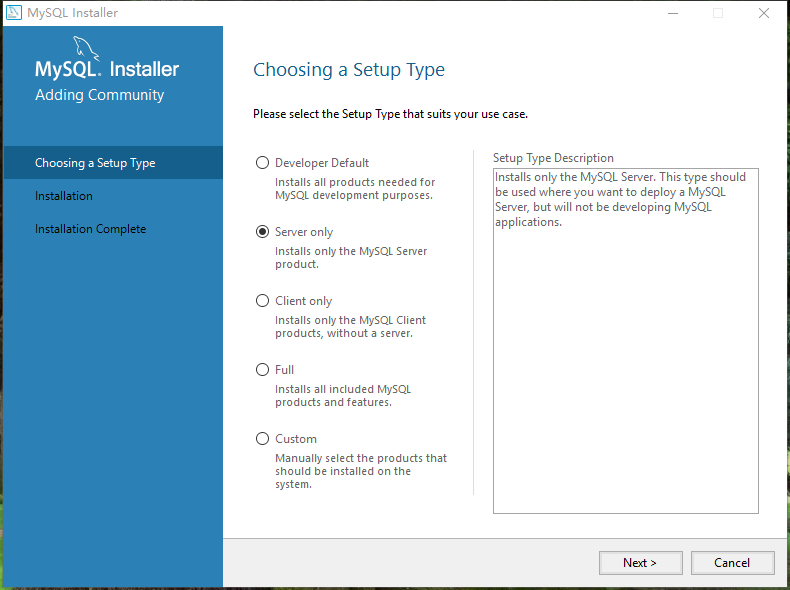 MySQL Installer
MySQL. Installer
Adding Community
Choosing a Setup Type
Installation
Installation Complete
Choosing a Setup Type
Please select the Setup Type that suits your use case.
Developer Default
Installs all products needed for
MySQL development purposes.
Server only
Installs only the MySQL Server
product.
Client only
Installs only the MySQL Client
products, without a server.
Full
Installs all included MySQL
products and features.
Custom
Manually select the products that
should be installed on the
system.
Setup Type Description
Installs only the MySQL Server. This type should
be used where you want to deploy a MySQL
Server, but will not be developing MySQL
applications.
Next >
Cancel